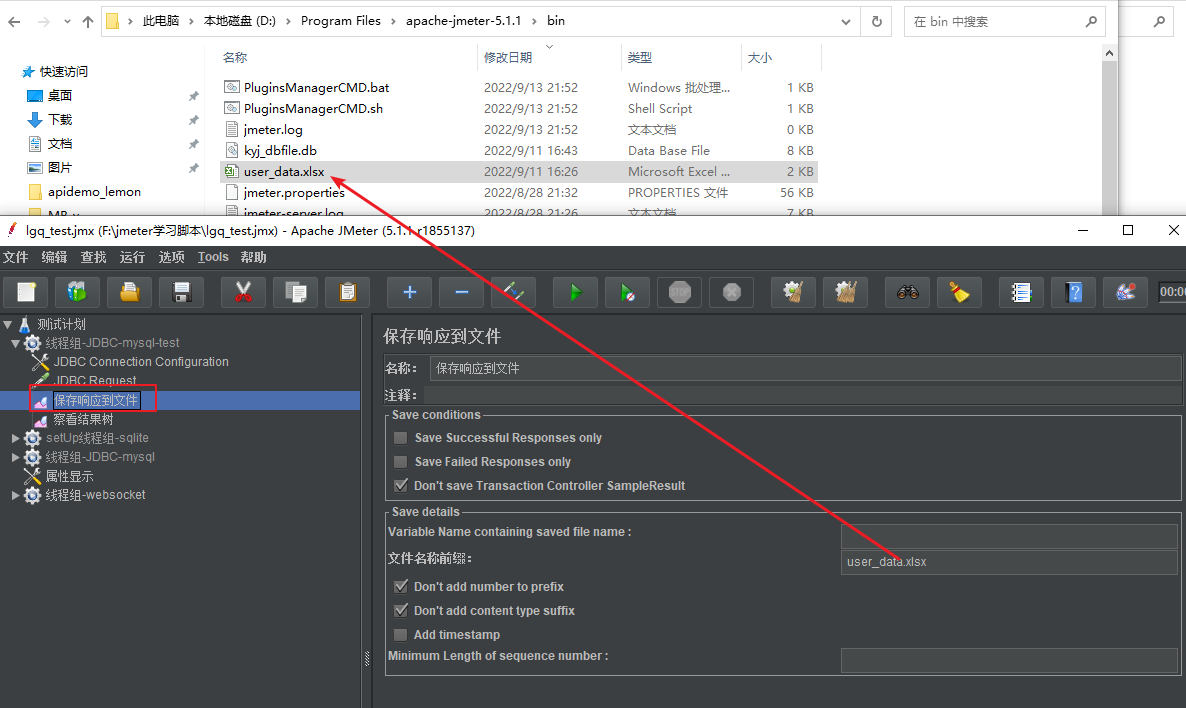 此电脑 › 本地磁盘 (D:) › Program Files › apache-jmeter-5.1.1 › bin
在 bin 中搜索
名称 修改日期 类型 大小
快速访问
桌面
下载
文档
图片
apidemo_lemon
PluginsManagerCMD.bat 2022/9/13 21:52 Windows 批处理... 1 KB
PluginsManagerCMD.sh 2022/9/13 21:52 Shell Script 1 KB
jmeter.log 2022/9/13 21:52 文本文档 0 KB
kyj_dbfile.db 2022/9/11 16:43 Data Base File 8 KB
user_data.xlsx 2022/9/11 16:26 Microsoft Excel ... 2 KB
jmeter.properties 2022/8/28 21:32 PROPERTIES 文件 56 KB
jmeter-server.log 2022/8/28 21:26 文本文档 7 KB
lgq_test.jmx (F:\jmeter学习脚本\lgq_test.jmx) - Apache JMeter (5.1.1 r1855137)
文件 编辑 查找 运行 选项 Tools 帮助
STOP
00:0
测试计划
线程组-JDBC-mysql-test
JDBC Connection Configuration
JDBC Request
保存响应到文件
察看结果树
setUp线程组-sqlite
线程组-JDBC-mysql
属性显示
线程组-websocket
保存响应到文件
名称： 保存响应到文件
注释：
Save conditions
Save Successful Responses only
Save Failed Responses only
Don't save Transaction Controller SampleResult
Save details
Variable Name containing saved file name :
文件名称前缀： user_data.xlsx
Don't add number to prefix
Don't add content type suffix
Add timestamp
Minimum Length of sequence number :